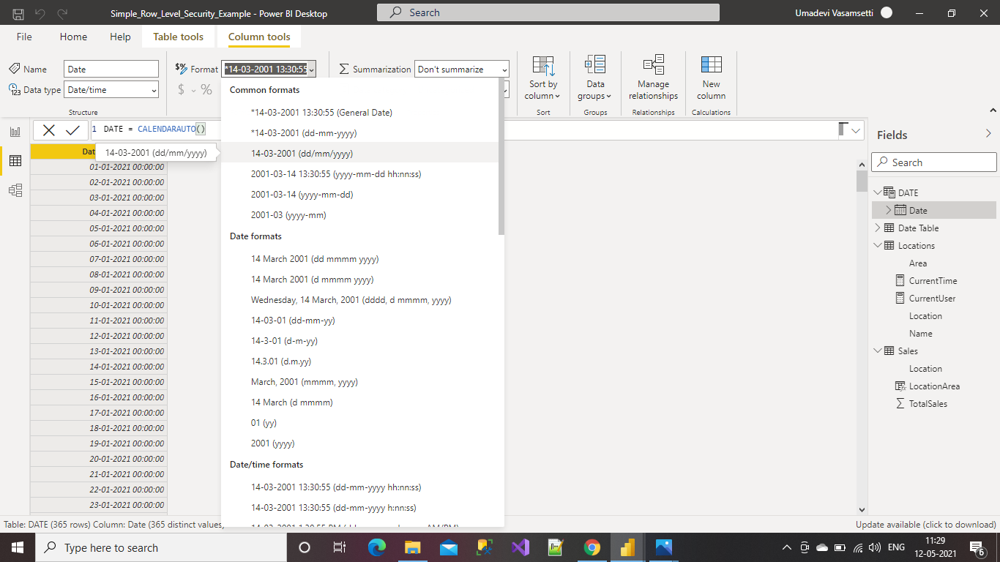 Simple_Row_Level_Security_Example - Power BI Desktop
Search
Umadevi Vasamsetti
File Home Help Table tools Column tools
Name Date
Data type Date/time
Structure
$% Format *14-03-2001 13:30:55
$ %
Summarization Don't summarize
Sort by column
Sort
Data groups
Groups
Manage relationships
Relationships
New column
Calculations
1 DATE = CALENDARAUTO()
14-03-2001 (dd/mm/yyyy)
Dat
01-01-2021 00:00:00
02-01-2021 00:00:00
03-01-2021 00:00:00
04-01-2021 00:00:00
05-01-2021 00:00:00
06-01-2021 00:00:00
07-01-2021 00:00:00
08-01-2021 00:00:00
09-01-2021 00:00:00
10-01-2021 00:00:00
11-01-2021 00:00:00
12-01-2021 00:00:00
13-01-2021 00:00:00
14-01-2021 00:00:00
15-01-2021 00:00:00
16-01-2021 00:00:00
17-01-2021 00:00:00
18-01-2021 00:00:00
19-01-2021 00:00:00
20-01-2021 00:00:00
21-01-2021 00:00:00
22-01-2021 00:00:00
23-01-2021 00:00:00
Common formats
*14-03-2001 13:30:55 (General Date)
*14-03-2001 (dd-mm-yyyy)
14-03-2001 (dd/mm/yyyy)
2001-03-14 13:30:55 (yyyy-mm-dd hh:nn:ss)
2001-03-14 (yyyy-mm-dd)
2001-03 (yyyy-mm)
Date formats
14 March 2001 (dd mmmm yyyy)
14 March 2001 (d mmmm yyyy)
Wednesday, 14 March, 2001 (dddd, d mmmm, yyyy)
14-03-01 (dd-mm-yy)
14-3-01 (d-m-yy)
14.3.01 (d.m.yy)
March, 2001 (mmmm, yyyy)
14 March (d mmmm)
01 (yy)
2001 (yyyy)
Date/time formats
14-03-2001 13:30:55 (dd-mm-yyyy hh:nn:ss)
14-03-2001 13:30:55 (dd-mm-yyyy h:nn:ss)
Fields
Search
DATE
Date
Date Table
Locations
Area
CurrentTime
CurrentUser
Location
Name
Sales
Location
LocationArea
TotalSales
Table: DATE (365 rows) Column: Date (365 distinct values
Update available (click to download)
Type here to search
ENG
11:29
12-05-2021
6